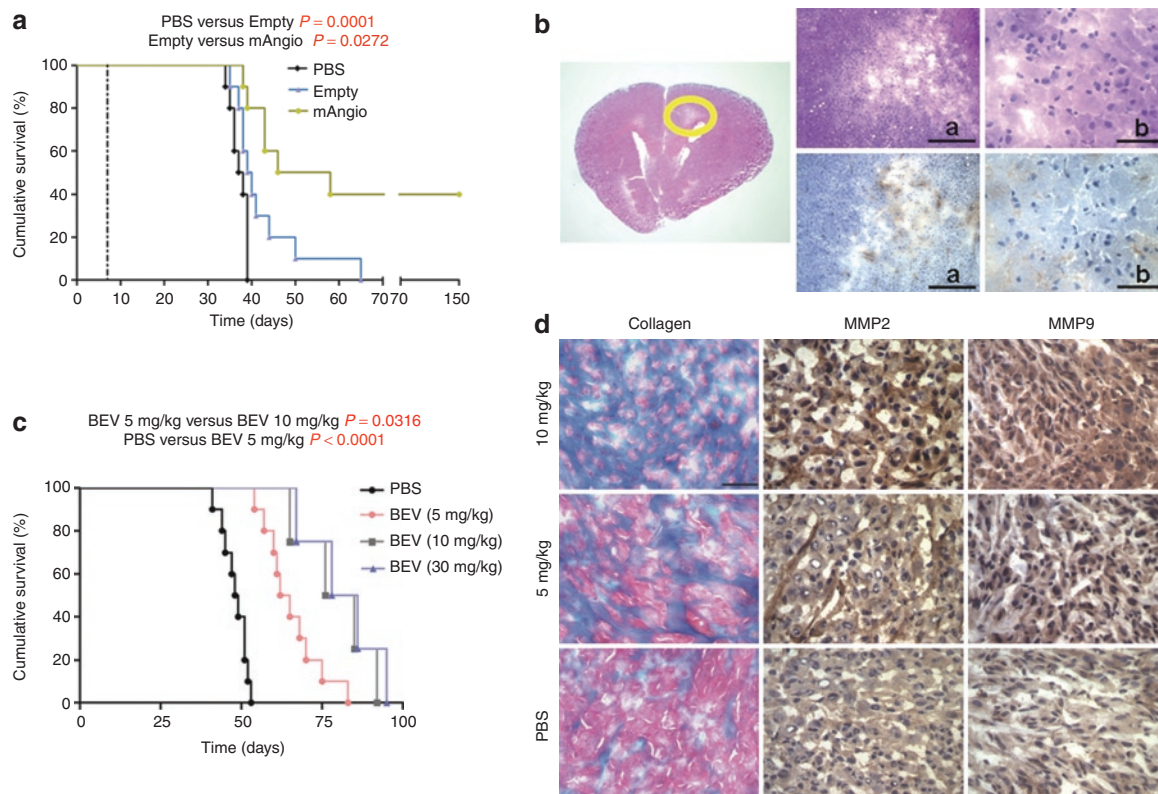 a
PBS versus Empty P = 0.0001
Empty versus mAngio P = 0.0272
Cumulative survival (%)
100
80
60
40
20
0
PBS
Empty
mAngio
0 10 20 30 40 50 60 70 70 150
Time (days)
b
a
b
a
b
c
BEV 5 mg/kg versus BEV 10 mg/kg P = 0.0316
PBS versus BEV 5 mg/kg P < 0.0001
Cumulative survival (%)
100
80
60
40
20
0
PBS
BEV (5 mg/kg)
BEV (10 mg/kg)
BEV (30 mg/kg)
0 25 50 75 100
Time (days)
d
Collagen MMP2 MMP9
10 mg/kg
5 mg/kg
PBS